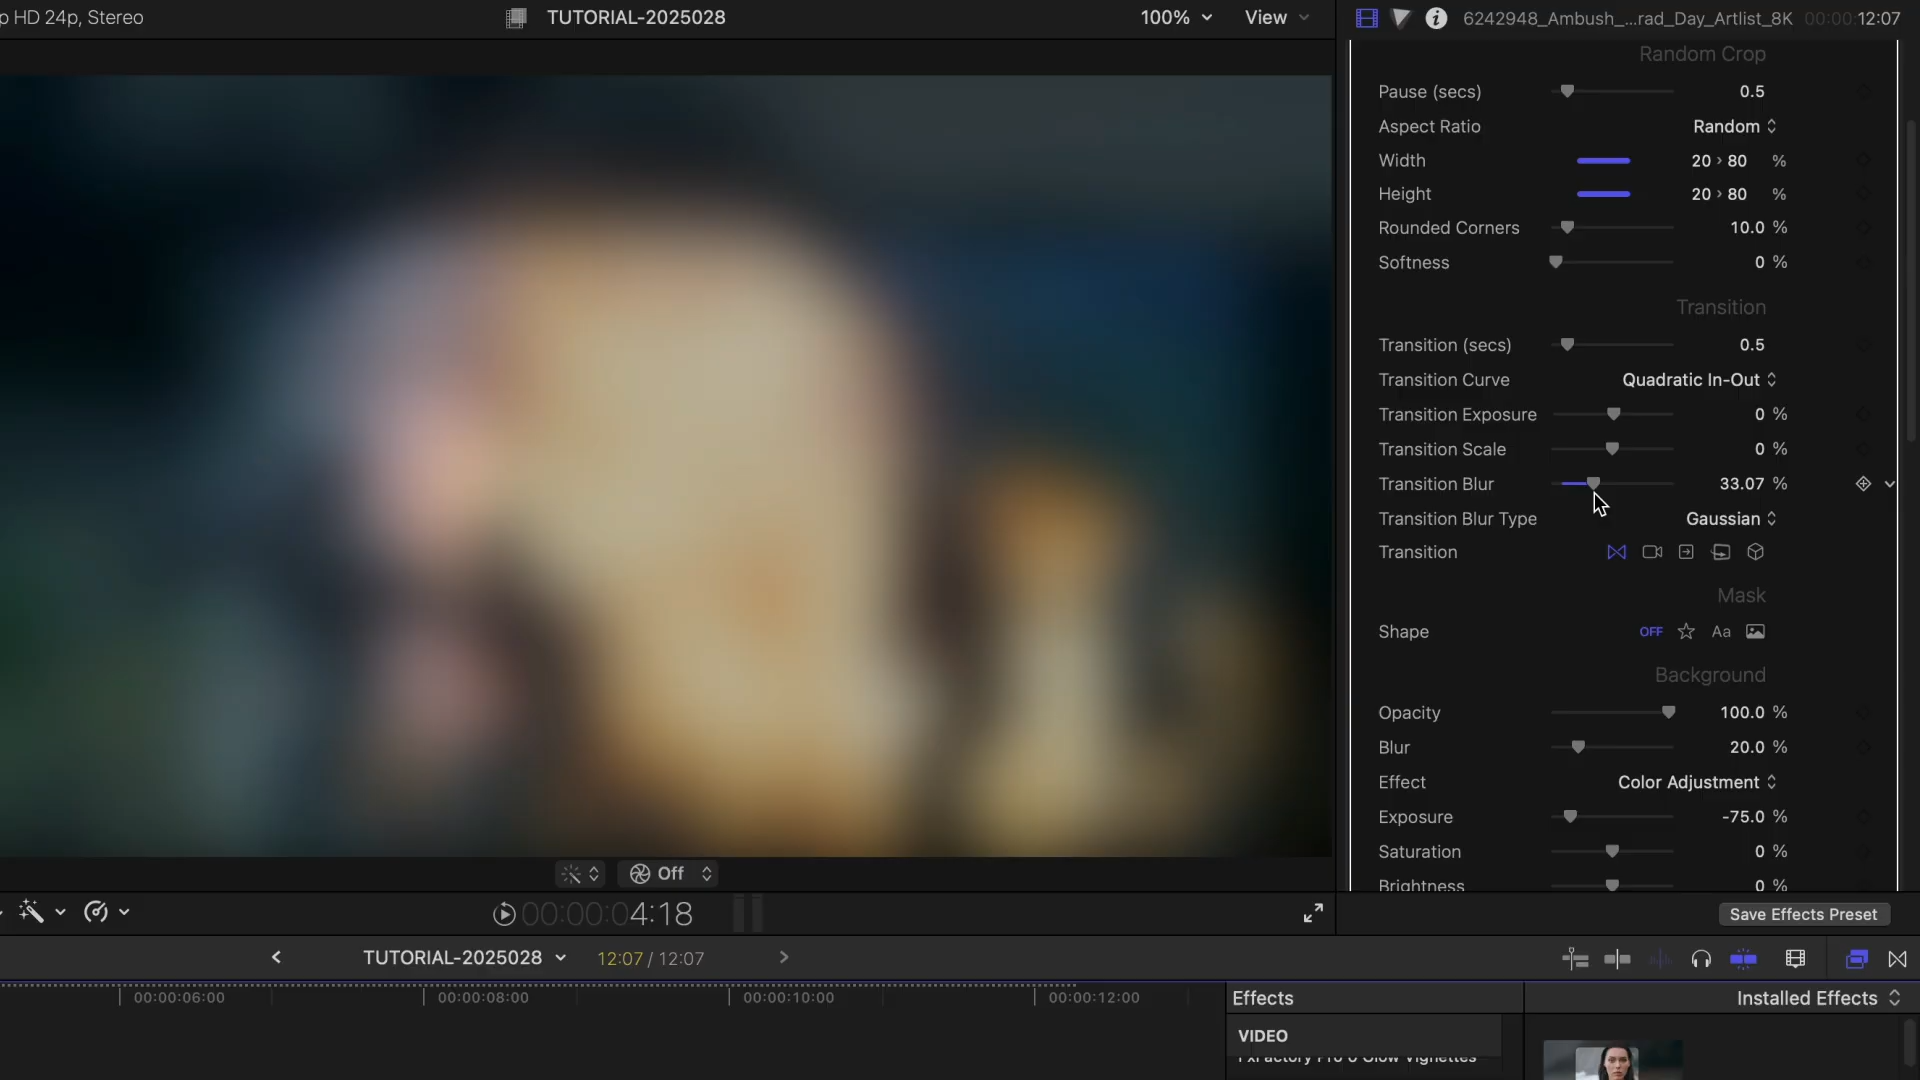 p HD 24p, Stereo
TUTORIAL-2025028
100%
View
6242948_Ambush_...rad_Day_Artlist_8K
00:00:12:07
Random Crop
Pause (secs) 0.5
Aspect Ratio Random
Width 20 › 80 %
Height 20 › 80 %
Rounded Corners 10.0 %
Softness 0 %
Transition
Transition (secs) 0.5
Transition Curve Quadratic In-Out
Transition Exposure 0 %
Transition Scale 0 %
Transition Blur 33.07 %
Transition Blur Type Gaussian
Transition
Mask
Shape OFF Aa
Background
Opacity 100.0 %
Blur 20.0 %
Effect Color Adjustment
Exposure -75.0 %
Saturation 0 %
Brightness 0 %
Off
00:00:04:18
Save Effects Preset
TUTORIAL-2025028
12:07 / 12:07
00:00:06:00
00:00:08:00
00:00:10:00
00:00:12:00
Effects
Installed Effects
VIDEO